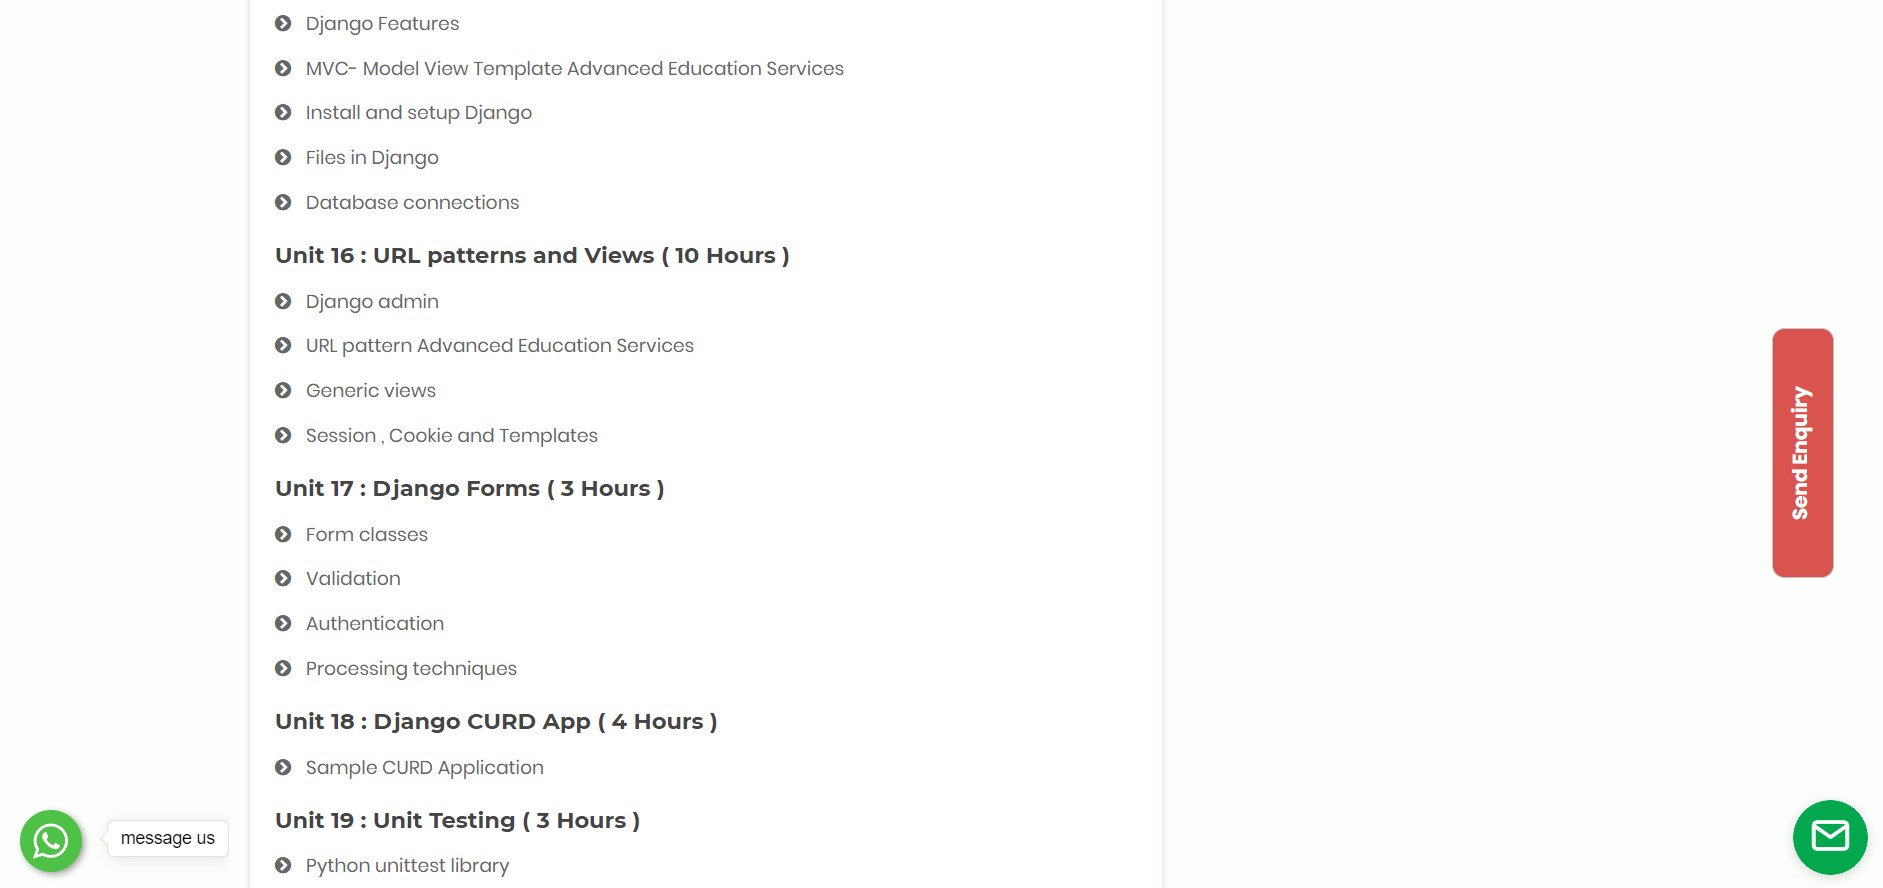 Django Features
MVC- Model View Template Advanced Education Services
Install and setup Django
Files in Django
Database connections
Unit 16 : URL patterns and Views ( 10 Hours )
Django admin
URL pattern Advanced Education Services
Generic views
Session , Cookie and Templates
Unit 17 : Django Forms ( 3 Hours )
Form classes
Validation
Authentication
Processing techniques
Unit 18 : Django CURD App ( 4 Hours )
Sample CURD Application
Unit 19 : Unit Testing ( 3 Hours )
Python unittest library
message us
Send Enquiry